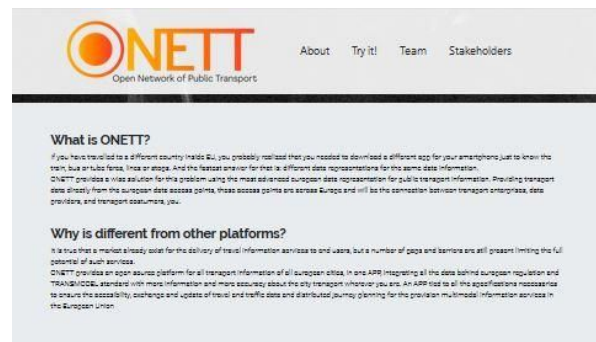 ONETT
Open Network of Public Transport
About Try it! Team Stakeholders
What is ONETT?
If you have travelled to a different country inside EU, you probably realized that you needed to download a different app for your smartphone just to know the
train, bus or tube fares, lines or stops. And the fastest answer for that is: different data representations for the same data information.
ONETT provides a wise solution for this problem using the most advanced european data representation for public transport information. Providing transport
data directly from the european data access points, those access points are across Europe and will be the connection between transport enterprises, data
providers, and transport costumers, you.
Why is different from other platforms?
It is true that a market already exist for the delivery of travel information services to end users, but a number of gaps and barriers are still present limiting the full
potential of such services.
ONETT provides an open source platform for all transport information of all european cities, in one APP, integrating all the data behind european regulation and
TRANSMODEL standard with more information and more accuracy about the city transport wherever you are. An APP tied to all the specifications necessaries
to ensure the accesibility, exchange and update of travel and traffic data and distributed journey planning for the provision multimodal information services in
the European Union